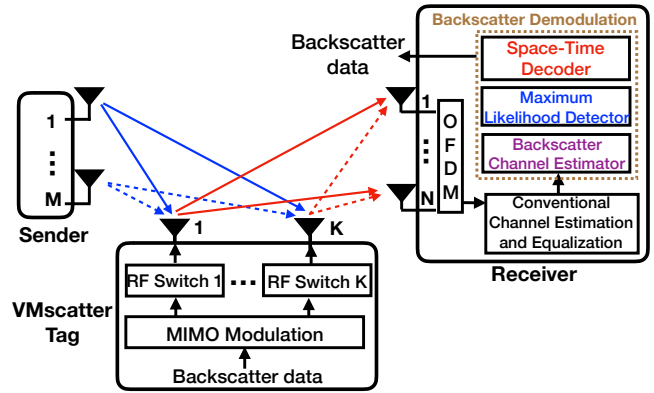 Backscatter Demodulation
Backscatter
data
Space-Time
Decoder
Maximum
Likelihood Detector
Backscatter
Channel Estimator
1
...
M
Sender
1
...
N
O
F
D
M
Conventional
Channel Estimation
and Equalization
Receiver
1
K
RF Switch 1
...
RF Switch K
VMscatter
Tag
MIMO Modulation
Backscatter data